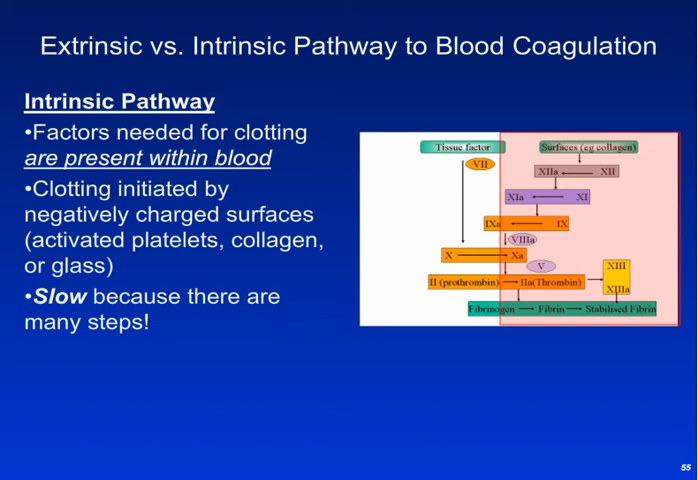 Extrinsic vs. Intrinsic Pathway to Blood Coagulation
Intrinsic Pathway
•Factors needed for clotting
are present within blood
•Clotting initiated by
negatively charged surfaces
(activated platelets, collagen,
or glass)
•Slow because there are
many steps!
Tissue factor
Surfaces (eg collagen)
VII
XIIa
XII
XIa
XI
IXa
IX
VIIIa
X
Xa
V
XIII
II (prothrombin)
IIa(Thrombin)
XIIIa
Fibrinogen
Fibrin
Stabilised Fibrin
55